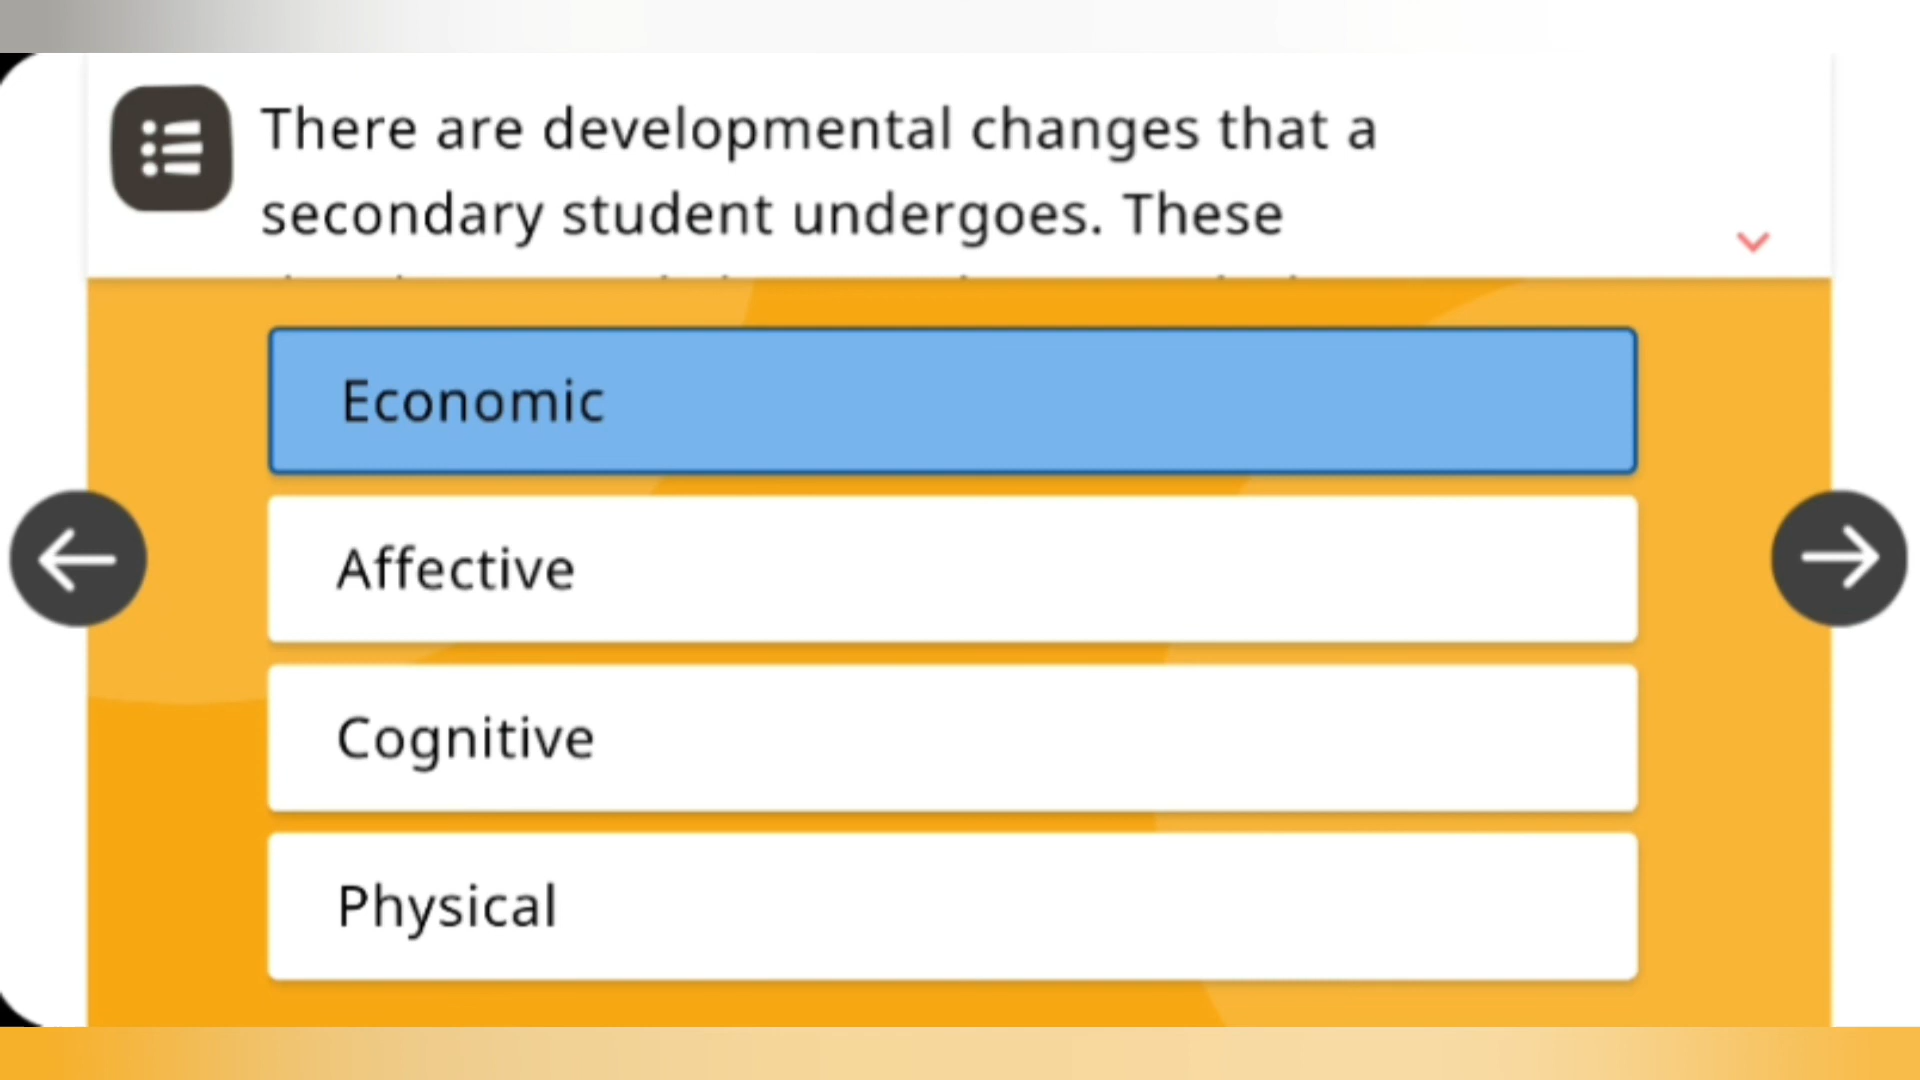 There are developmental changes that a
secondary student undergoes. These
Economic
Affective
Cognitive
Physical